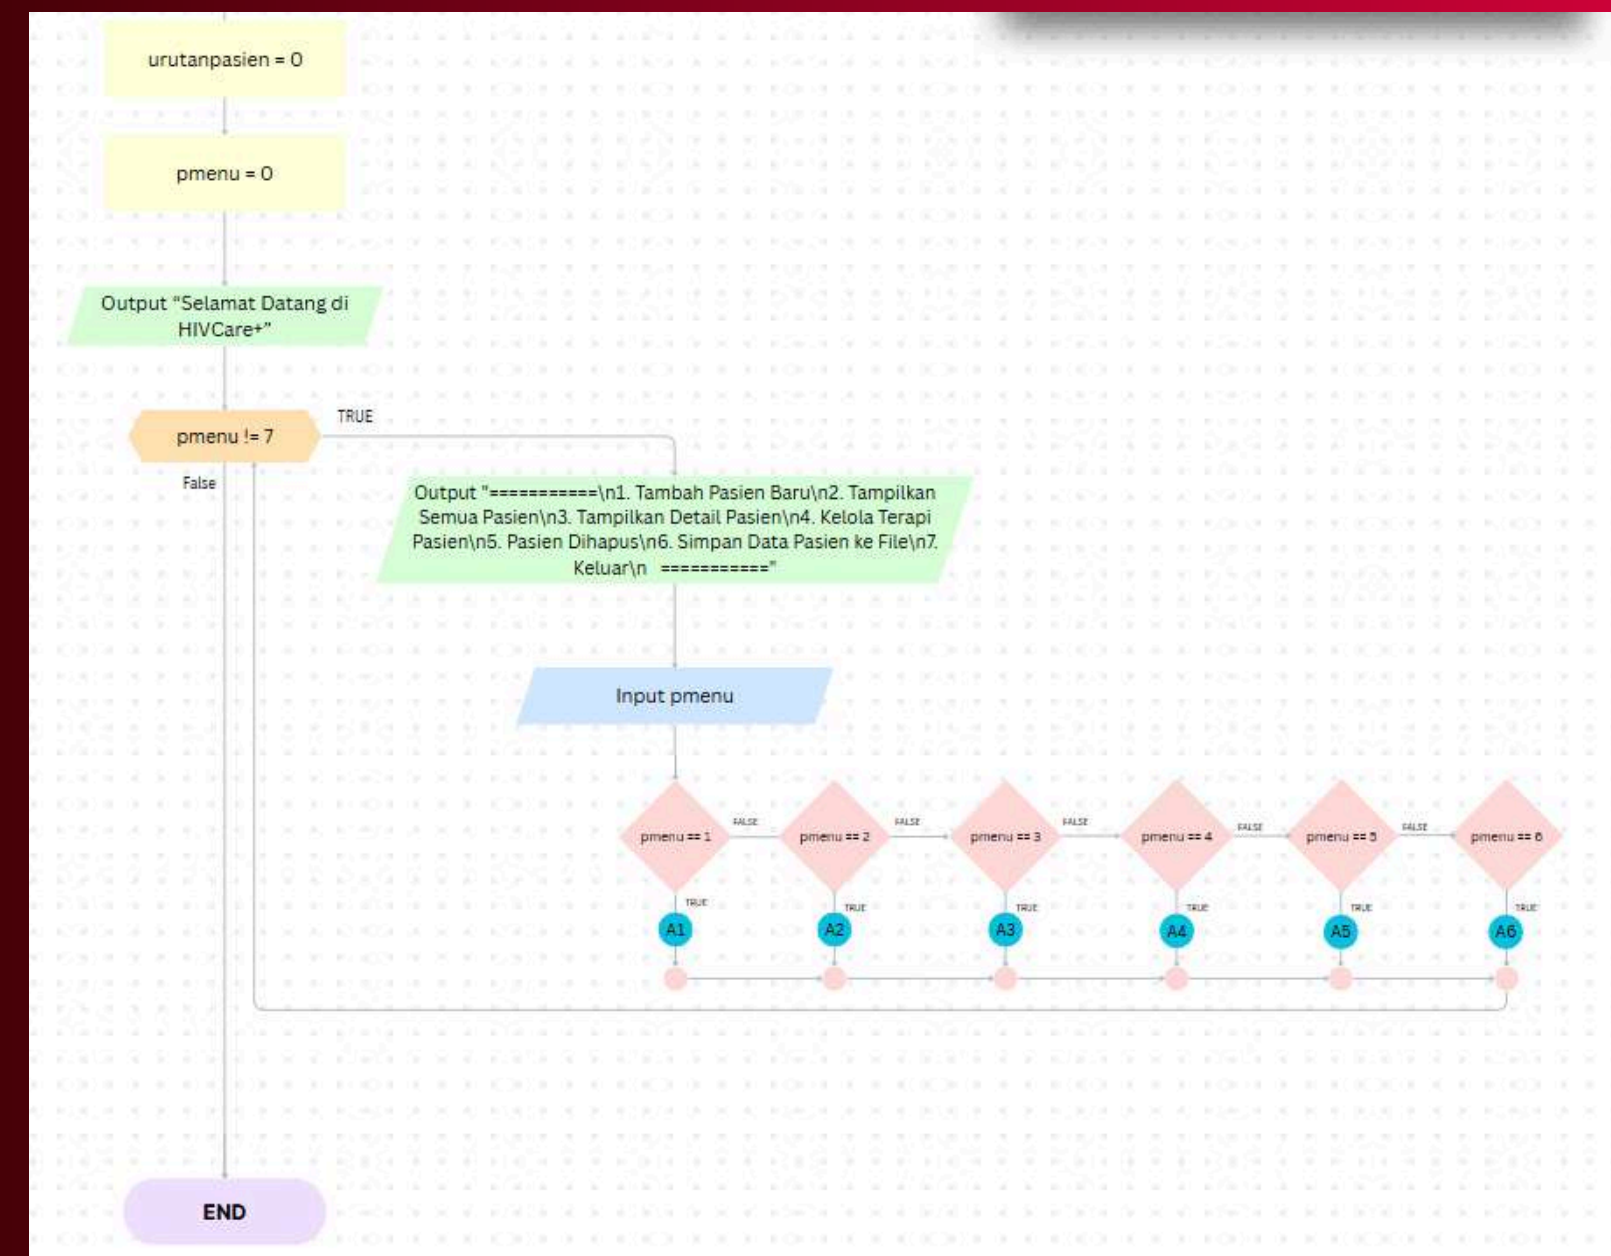 urutanpasien = 0
pmenu = 0
Output “Selamat Datang di
HIVCare+”
pmenu != 7
TRUE
False
Output "===========\n1. Tambah Pasien Baru\n2. Tampilkan
Semua Pasien\n3. Tampilkan Detail Pasien\n4. Kelola Terapi
Pasien\n5. Pasien Dihapus\n6. Simpan Data Pasien ke File\n7.
Keluar\n ==========="
Input pmenu
pmenu == 1
FALSE
pmenu == 2
FALSE
pmenu == 3
FALSE
pmenu == 4
FALSE
pmenu == 5
FALSE
pmenu == 6
TRUE
TRUE
TRUE
TRUE
TRUE
TRUE
A1
A2
A3
A4
A5
A6
END